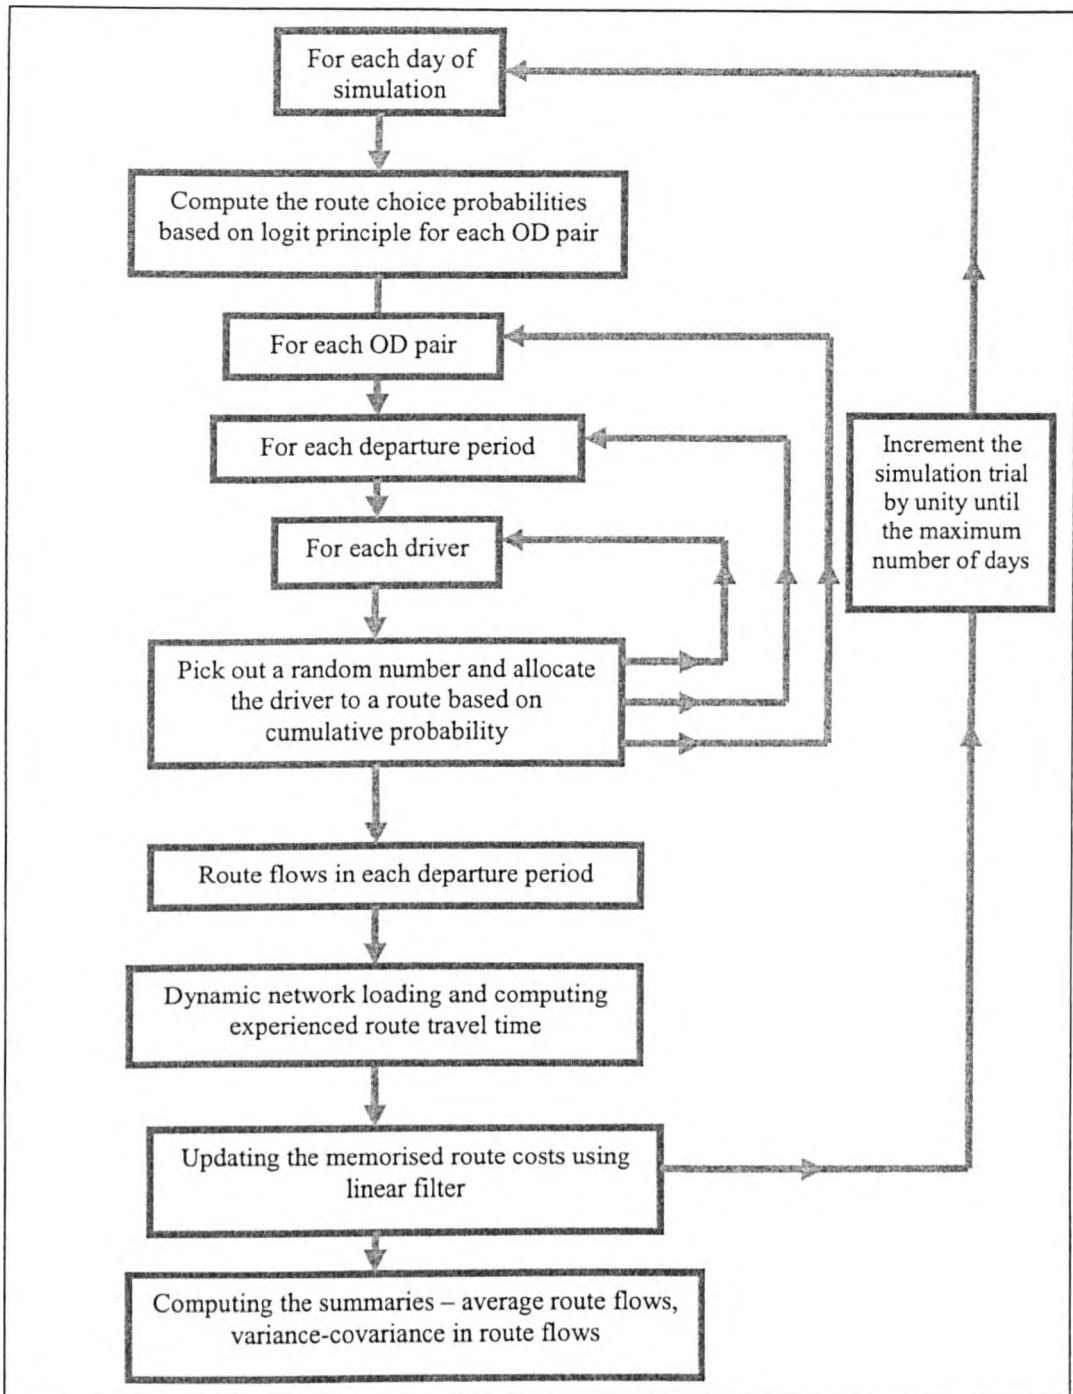 For each day of
simulation
Compute the route choice probabilities
based on logit principle for each OD pair
For each OD pair
For each departure period
Increment the
simulation trial
by unity until
the maximum
number of days
For each driver
Pick out a random number and allocate
the driver to a route based on
cumulative probability
Route flows in each departure period
Dynamic network loading and computing
experienced route travel time
Updating the memorised route costs using
linear filter
Computing the summaries – average route flows,
variance-covariance in route flows